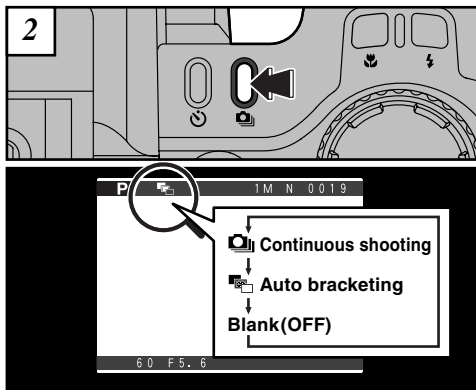 2
P 1M N 0019
Continuous shooting
Auto bracketing
Blank(OFF)
60 F5.6